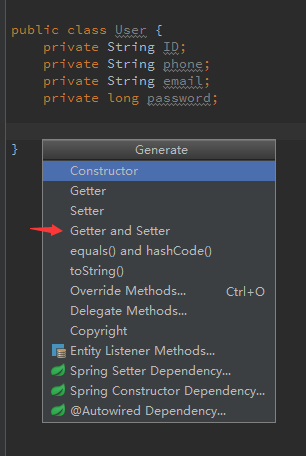 public class User {
private String ID;
private String phone;
private String email;
private long password;
}
Generate
Constructor
Getter
Setter
Getter and Setter
equals() and hashCode()
toString()
Override Methods... Ctrl+O
Delegate Methods...
Copyright
Entity Listener Methods...
Spring Setter Dependency...
Spring Constructor Dependency...
@Autowired Dependency...